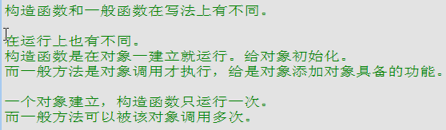 构造函数和一般函数在写法上有不同。
在运行上也有不同。
构造函数是在对象一建立就运行。给对象初始化。
而一般方法是对象调用才执行，给是对象添加对象具备的功能。
一个对象建立，构造函数只运行一次。
而一般方法可以被该对象调用多次。